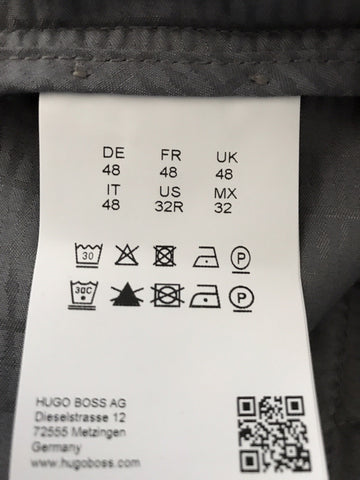 DE FR UK
48 48 48
IT US MX
48 32R 32
30 P
30C P
HUGO BOSS AG
Dieselstrasse 12
72555 Metzingen
Germany
www.hugoboss.com